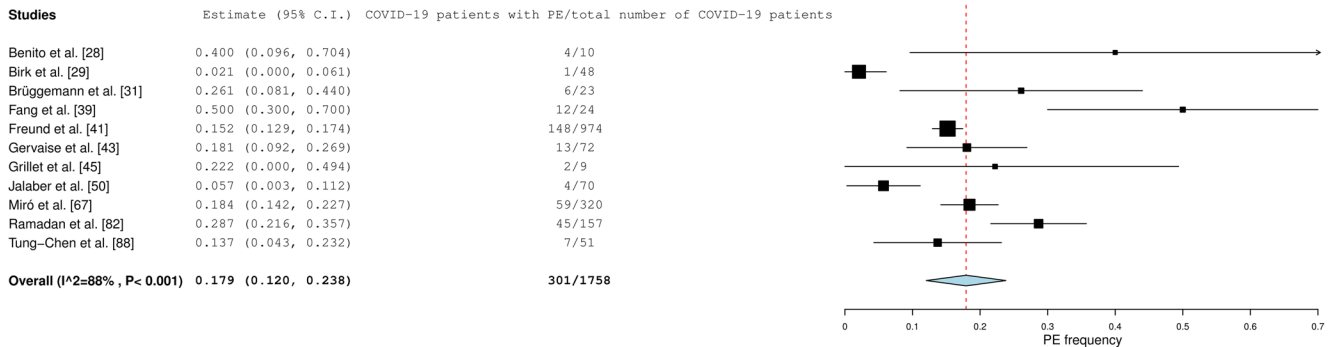 Studies Estimate (95% C.I.) COVID-19 patients with PE/total number of COVID-19 patients
Benito et al. [28] 0.400 (0.096, 0.704) 4/10
Birk et al. [29] 0.021 (0.000, 0.061) 1/48
Brüggemann et al. [31] 0.261 (0.081, 0.440) 6/23
Fang et al. [39] 0.500 (0.300, 0.700) 12/24
Freund et al. [41] 0.152 (0.129, 0.174) 148/974
Gervaise et al. [43] 0.181 (0.092, 0.269) 13/72
Grillet et al. [45] 0.222 (0.000, 0.494) 2/9
Jalaber et al. [50] 0.057 (0.003, 0.112) 4/70
Miró et al. [67] 0.184 (0.142, 0.227) 59/320
Ramadan et al. [82] 0.287 (0.216, 0.357) 45/157
Tung−Chen et al. [88] 0.137 (0.043, 0.232) 7/51
Overall (I^2=88% , P< 0.001) 0.179 (0.120, 0.238) 301/1758
0 0.1 0.2 0.3 0.4 0.5 0.6 0.7
PE frequency